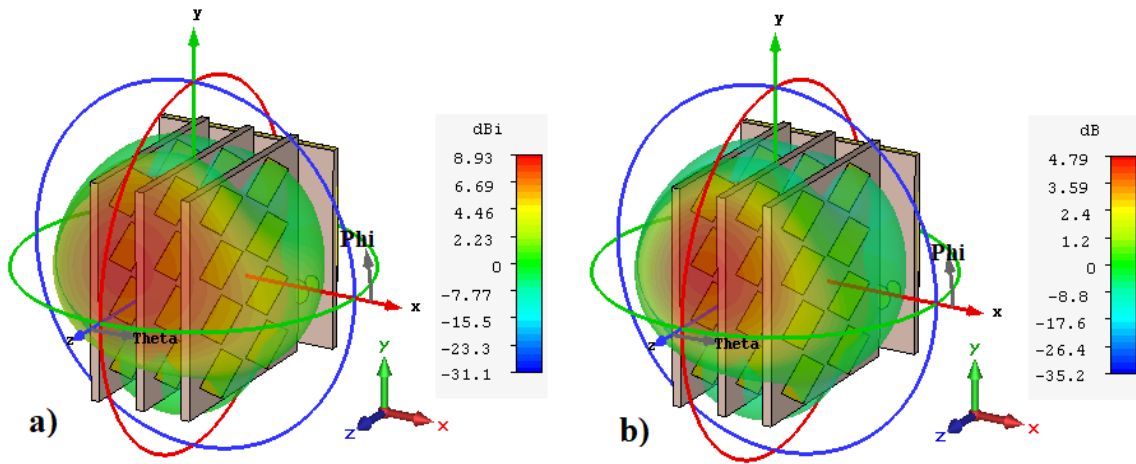 y
dBi
8.93
6.69
4.46
2.23
0
-7.77
-15.5
-23.3
-31.1
Phi
x
z
Theta
y
z
x
a)
y
dB
4.79
3.59
2.4
1.2
0
-8.8
-17.6
-26.4
-35.2
Phi
x
z
Theta
y
z
x
b)